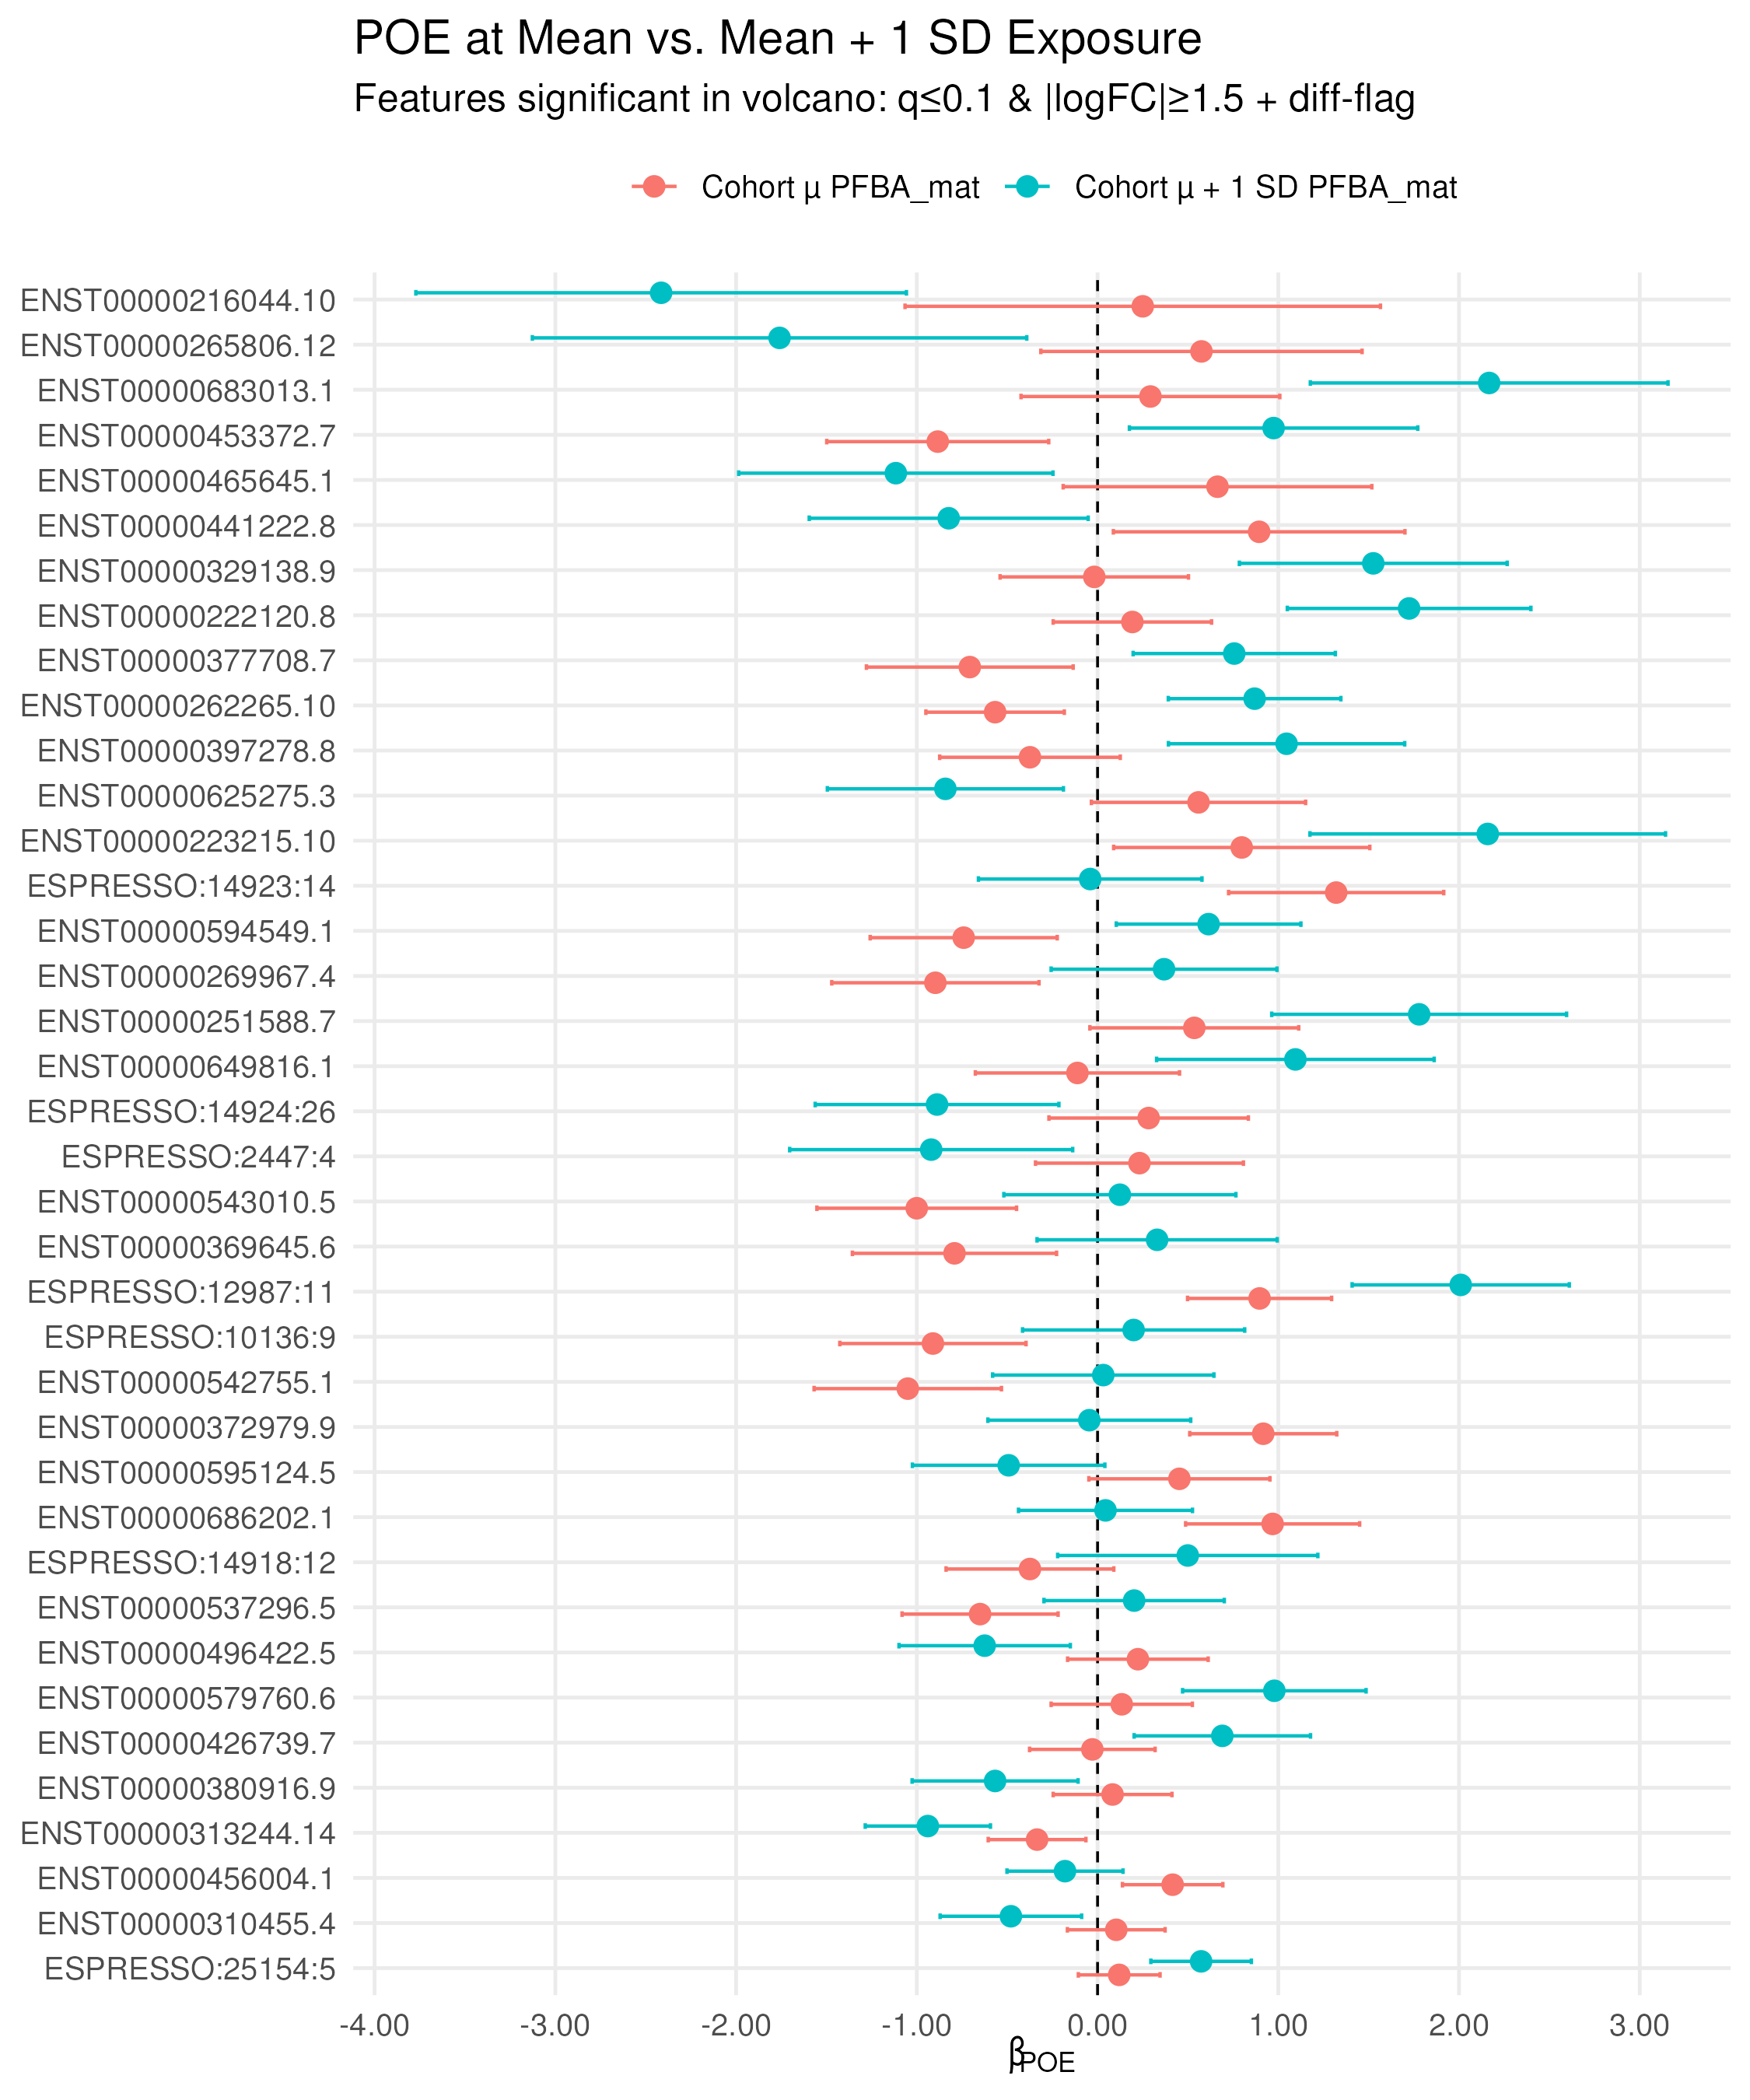 POE at Mean vs. Mean + 1 SD Exposure
Features significant in volcano: q≤0.1 & |logFC|≥1.5 + diff-flag
Cohort μ PFBA_mat Cohort μ + 1 SD PFBA_mat
ENST00000216044.10
ENST00000265806.12
ENST00000683013.1
ENST00000453372.7
ENST00000465645.1
ENST00000441222.8
ENST00000329138.9
ENST00000222120.8
ENST00000377708.7
ENST00000262265.10
ENST00000397278.8
ENST00000625275.3
ENST00000223215.10
ESPRESSO:14923:14
ENST00000594549.1
ENST00000269967.4
ENST00000251588.7
ENST00000649816.1
ESPRESSO:14924:26
ESPRESSO:2447:4
ENST00000543010.5
ENST00000369645.6
ESPRESSO:12987:11
ESPRESSO:10136:9
ENST00000542755.1
ENST00000372979.9
ENST00000595124.5
ENST00000686202.1
ESPRESSO:14918:12
ENST00000537296.5
ENST00000496422.5
ENST00000579760.6
ENST00000426739.7
ENST00000380916.9
ENST00000313244.14
ENST00000456004.1
ENST00000310455.4
ESPRESSO:25154:5
-4.00 -3.00 -2.00 -1.00 0.00 1.00 2.00 3.00
βPOE